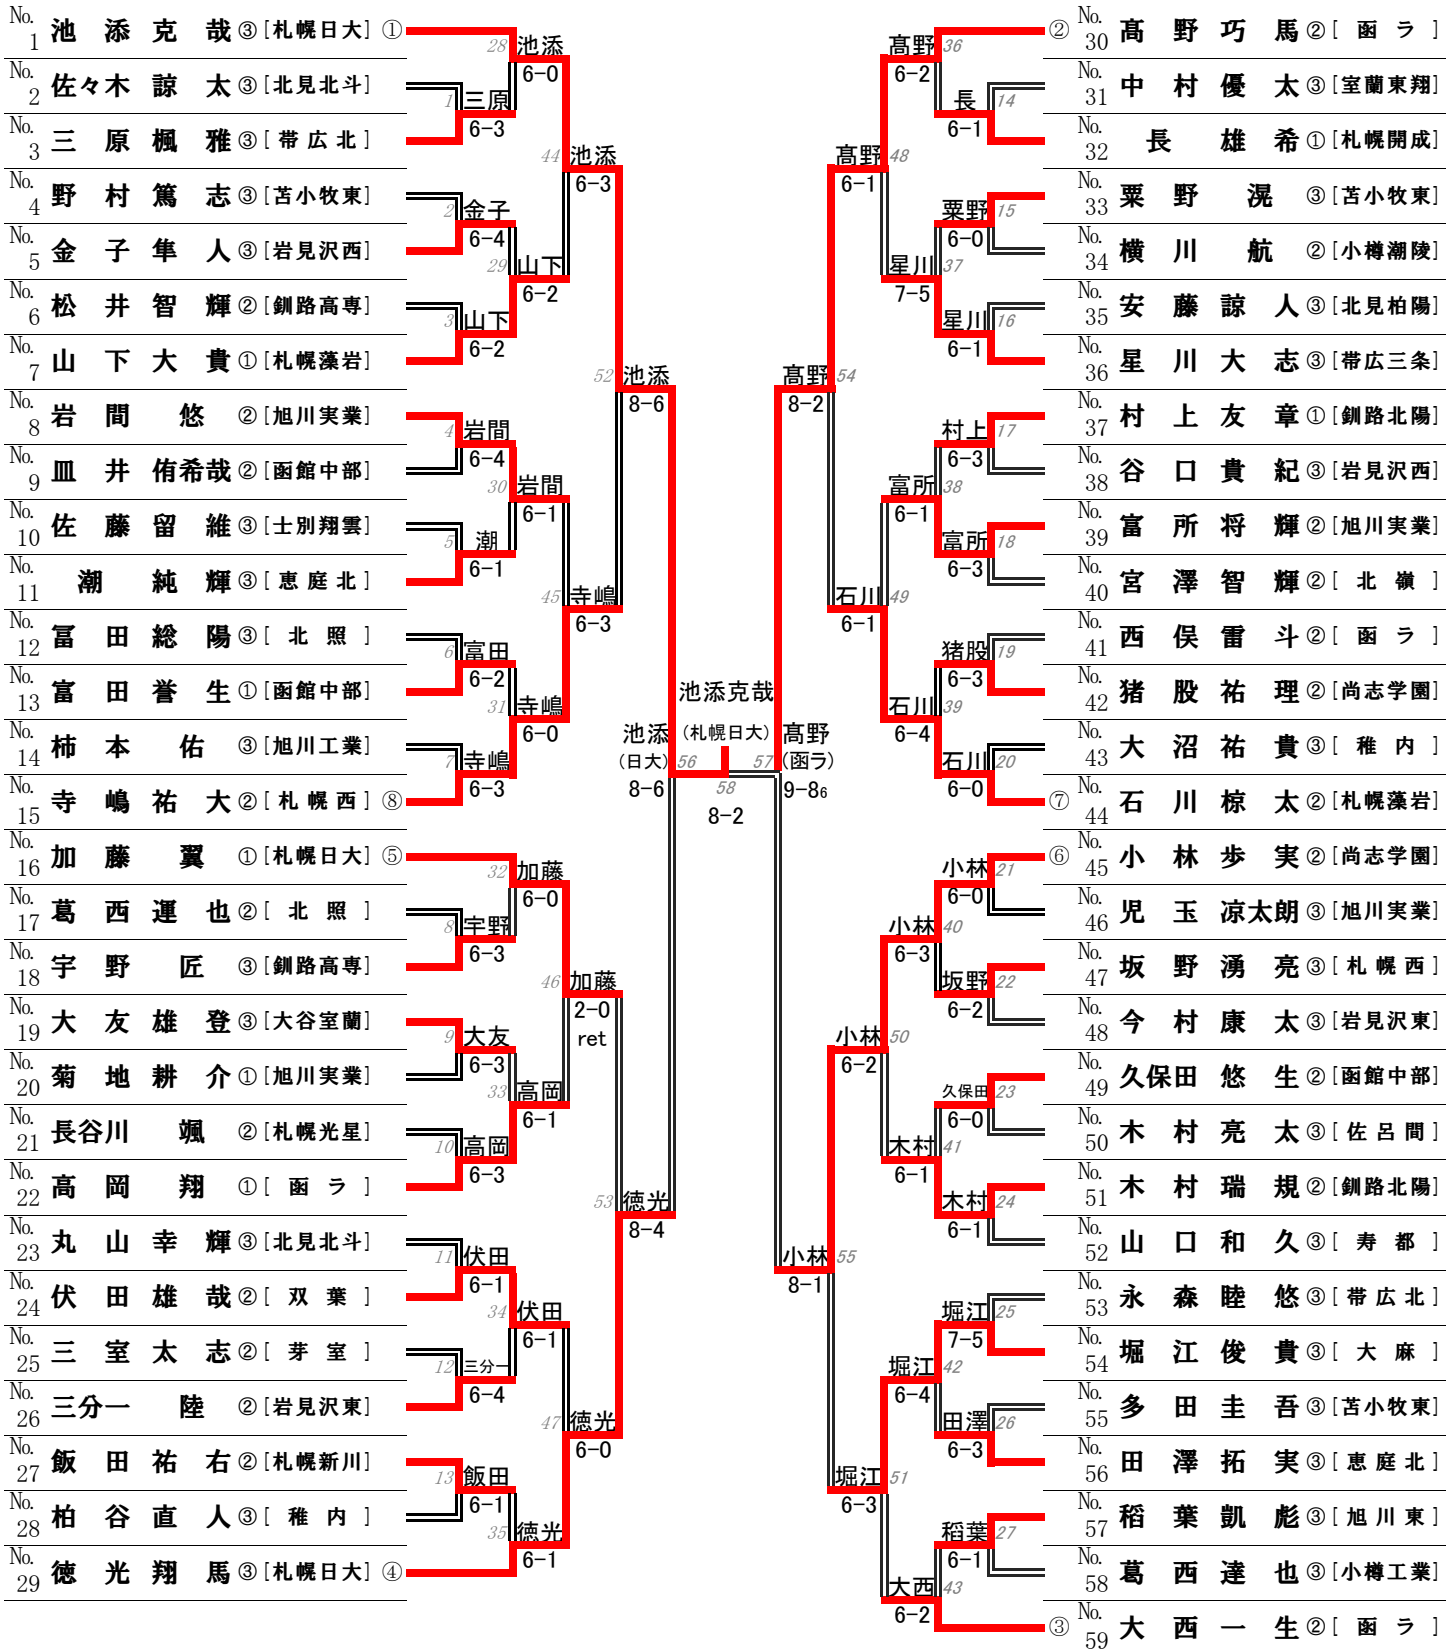 No. 1 池添克哉 ③ [札幌日大] ①
No. 2 佐々木諒太 ③ [北見北斗]
No. 3 三原楓雅 ③ [帯広北]
No. 4 野村篤志 ③ [苫小牧東]
No. 5 金子隼人 ③ [岩見沢西]
No. 6 松井智輝 ② [釧路高専]
No. 7 山下大貴 ① [札幌藻岩]
No. 8 岩間悠 ② [旭川実業]
No. 9 皿井侑希哉 ② [函館中部]
No. 10 佐藤留維 ③ [士別翔雲]
No. 11 潮純輝 ③ [恵庭北]
No. 12 冨田総陽 ③ [北照]
No. 13 富田誉生 ① [函館中部]
No. 14 柿本佑 ③ [旭川工業]
No. 15 寺嶋祐大 ② [札幌西] ⑧
No. 16 加藤翼 ① [札幌日大] ⑤
No. 17 葛西運也 ② [北照]
No. 18 宇野匠 ③ [釧路高専]
No. 19 大友雄登 ③ [大谷室蘭]
No. 20 菊地耕介 ① [旭川実業]
No. 21 長谷川颯 ② [札幌光星]
No. 22 高岡翔 ① [函ラ]
No. 23 丸山幸輝 ③ [北見北斗]
No. 24 伏田雄哉 ② [双葉]
No. 25 三室太志 ② [芽室]
No. 26 三分一陸 ② [岩見沢東]
No. 27 飯田祐右 ② [札幌新川]
No. 28 柏谷直人 ③ [稚内]
No. 29 徳光翔馬 ③ [札幌日大] ④
1 三原 6-3
2 金子 6-4
3 山下 6-2
4 岩間 6-4
5 潮 6-1
6 富田 6-2
7 寺嶋 6-3
8 宇野 6-3
9 大友 6-3
10 高岡 6-3
11 伏田 6-1
12 三分一 6-4
13 飯田 6-1
28 池添 6-0
29 山下 6-2
30 岩間 6-1
31 寺嶋 6-0
32 加藤 6-0
33 高岡 6-1
34 伏田 6-1
35 徳光 6-1
44 池添 6-3
45 寺嶋 6-3
46 加藤 2-0 ret
47 徳光 6-0
52 池添 8-6
53 徳光 8-4
池添 (日大) 56 8-6
池添克哉 (札幌日大) 58 8-2
髙野 (函ラ) 57 9-86
髙野 54 8-2
小林 55 8-1
髙野 48 6-1
石川 49 6-1
小林 50 6-2
堀江 51 6-3
髙野 36 6-2
星川 37 7-5
富所 38 6-1
石川 39 6-4
小林 40 6-3
木村 41 6-1
堀江 42 6-4
大西 43 6-2
長 14 6-1
粟野 15 6-0
星川 16 6-1
村上 17 6-3
富所 18 6-3
猪股 19 6-3
石川 20 6-0
小林 21 6-0
坂野 22 6-2
久保田 23 6-0
木村 24 6-1
堀江 25 7-5
田澤 26 6-3
稲葉 27 6-1
② No. 30 髙野巧馬 ② [函ラ]
No. 31 中村優太 ③ [室蘭東翔]
No. 32 長雄希 ① [札幌開成]
No. 33 粟野滉 ③ [苫小牧東]
No. 34 横川航 ② [小樽潮陵]
No. 35 安藤諒人 ③ [北見柏陽]
No. 36 星川大志 ③ [帯広三条]
No. 37 村上友章 ① [釧路北陽]
No. 38 谷口貴紀 ③ [岩見沢西]
No. 39 富所将輝 ② [旭川実業]
No. 40 宮澤智輝 ② [北嶺]
No. 41 西俣雷斗 ② [函ラ]
No. 42 猪股祐理 ② [尚志学園]
No. 43 大沼祐貴 ③ [稚内]
⑦ No. 44 石川椋太 ② [札幌藻岩]
⑥ No. 45 小林歩実 ② [尚志学園]
No. 46 児玉凉太朗 ③ [旭川実業]
No. 47 坂野湧亮 ③ [札幌西]
No. 48 今村康太 ③ [岩見沢東]
No. 49 久保田悠生 ② [函館中部]
No. 50 木村亮太 ③ [佐呂間]
No. 51 木村瑞規 ② [釧路北陽]
No. 52 山口和久 ③ [寿都]
No. 53 永森睦悠 ③ [帯広北]
No. 54 堀江俊貴 ③ [大麻]
No. 55 多田圭吾 ③ [苫小牧東]
No. 56 田澤拓実 ③ [恵庭北]
No. 57 稲葉凱彪 ③ [旭川東]
No. 58 葛西達也 ③ [小樽工業]
③ No. 59 大西一生 ② [函ラ]